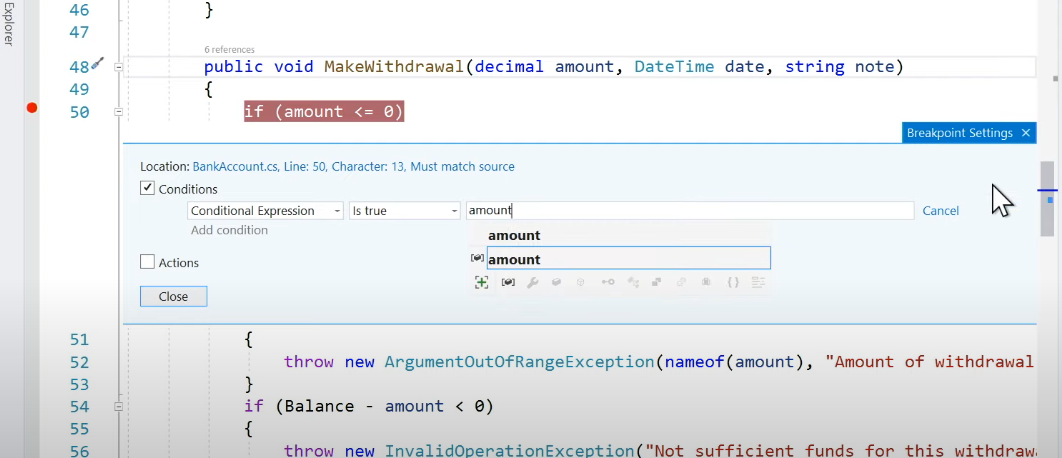 Explorer
46 }
47
6 references
48 public void MakeWithdrawal(decimal amount, DateTime date, string note)
49 {
50 if (amount <= 0)
Breakpoint Settings ×
Location: BankAccount.cs, Line: 50, Character: 13, Must match source
Conditions
Conditional Expression Is true amount Cancel
Add condition
amount
amount
Actions
Close
51 {
52 throw new ArgumentOutOfRangeException(nameof(amount), "Amount of withdrawal
53 }
54 if (Balance - amount < 0)
55 {
56 throw new InvalidOperationException("Not sufficient funds for this withdraw